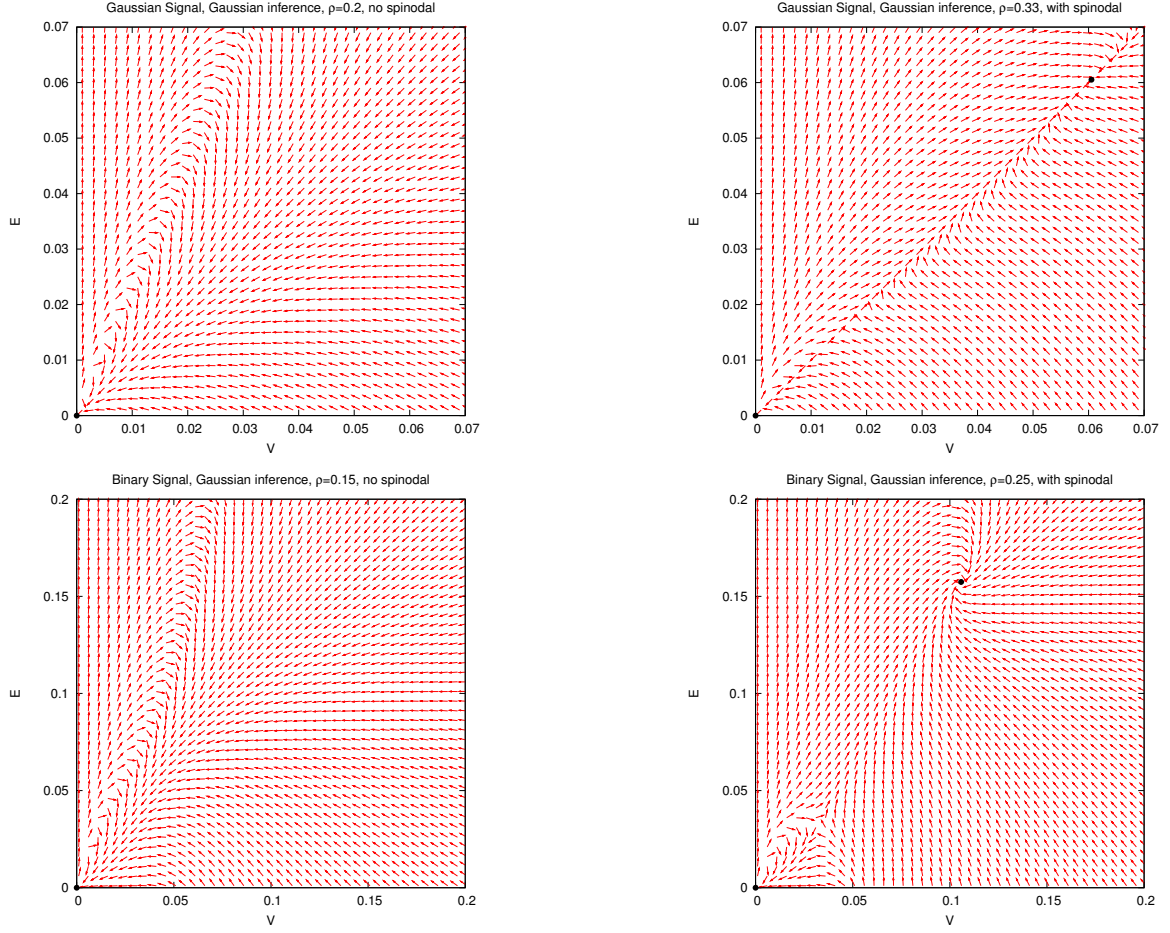 Gaussian Signal, Gaussian inference, ρ=0.2, no spinodal
0.07
0.06
0.05
0.04
E
0.03
0.02
0.01
0
0 0.01 0.02 0.03 0.04 0.05 0.06 0.07
V
Gaussian Signal, Gaussian inference, ρ=0.33, with spinodal
0.07
0.06
0.05
0.04
E
0.03
0.02
0.01
0
0 0.01 0.02 0.03 0.04 0.05 0.06 0.07
V
Binary Signal, Gaussian inference, ρ=0.15, no spinodal
0.2
0.15
E
0.1
0.05
0
0 0.05 0.1 0.15 0.2
V
Binary Signal, Gaussian inference, ρ=0.25, with spinodal
0.2
0.15
E
0.1
0.05
0
0 0.05 0.1 0.15 0.2
V